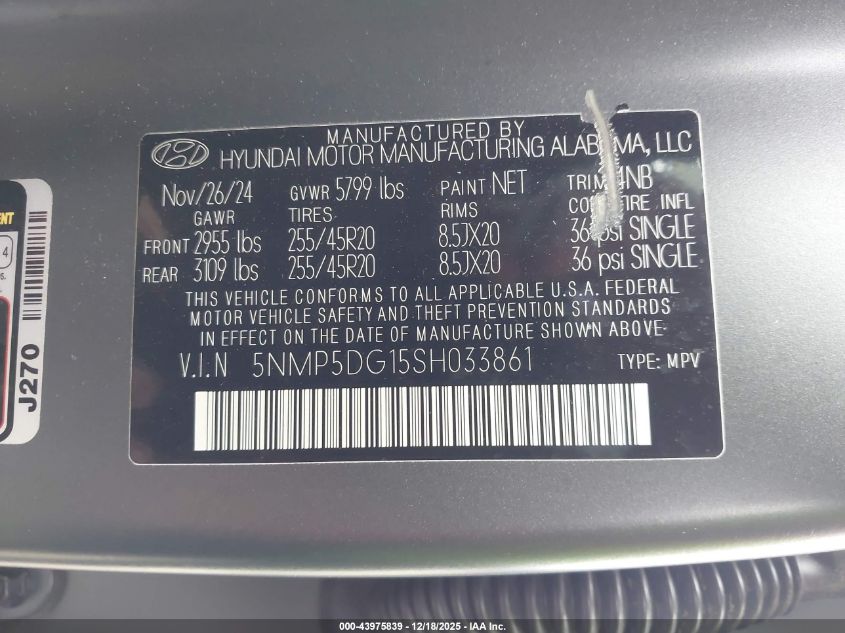 MANUFACTURED BY
HYUNDAI MOTOR MANUFACTURING ALABAMA, LLC
Nov/26/24 GVWR 5799 lbs PAINT NET TRIM NB
GAWR TIRES RIMS COLD TIRE INFL
FRONT 2955 lbs 255/45R20 8.5JX20 36 psi SINGLE
REAR 3109 lbs 255/45R20 8.5JX20 36 psi SINGLE
THIS VEHICLE CONFORMS TO ALL APPLICABLE U.S.A. FEDERAL
MOTOR VEHICLE SAFETY AND THEFT PREVENTION STANDARDS
IN EFFECT ON THE DATE OF MANUFACTURE SHOWN ABOVE.
V.I.N 5NMP5DG15SH033861 TYPE: MPV
4
J270
000-43975839 - 12/18/2025 - IAA Inc.